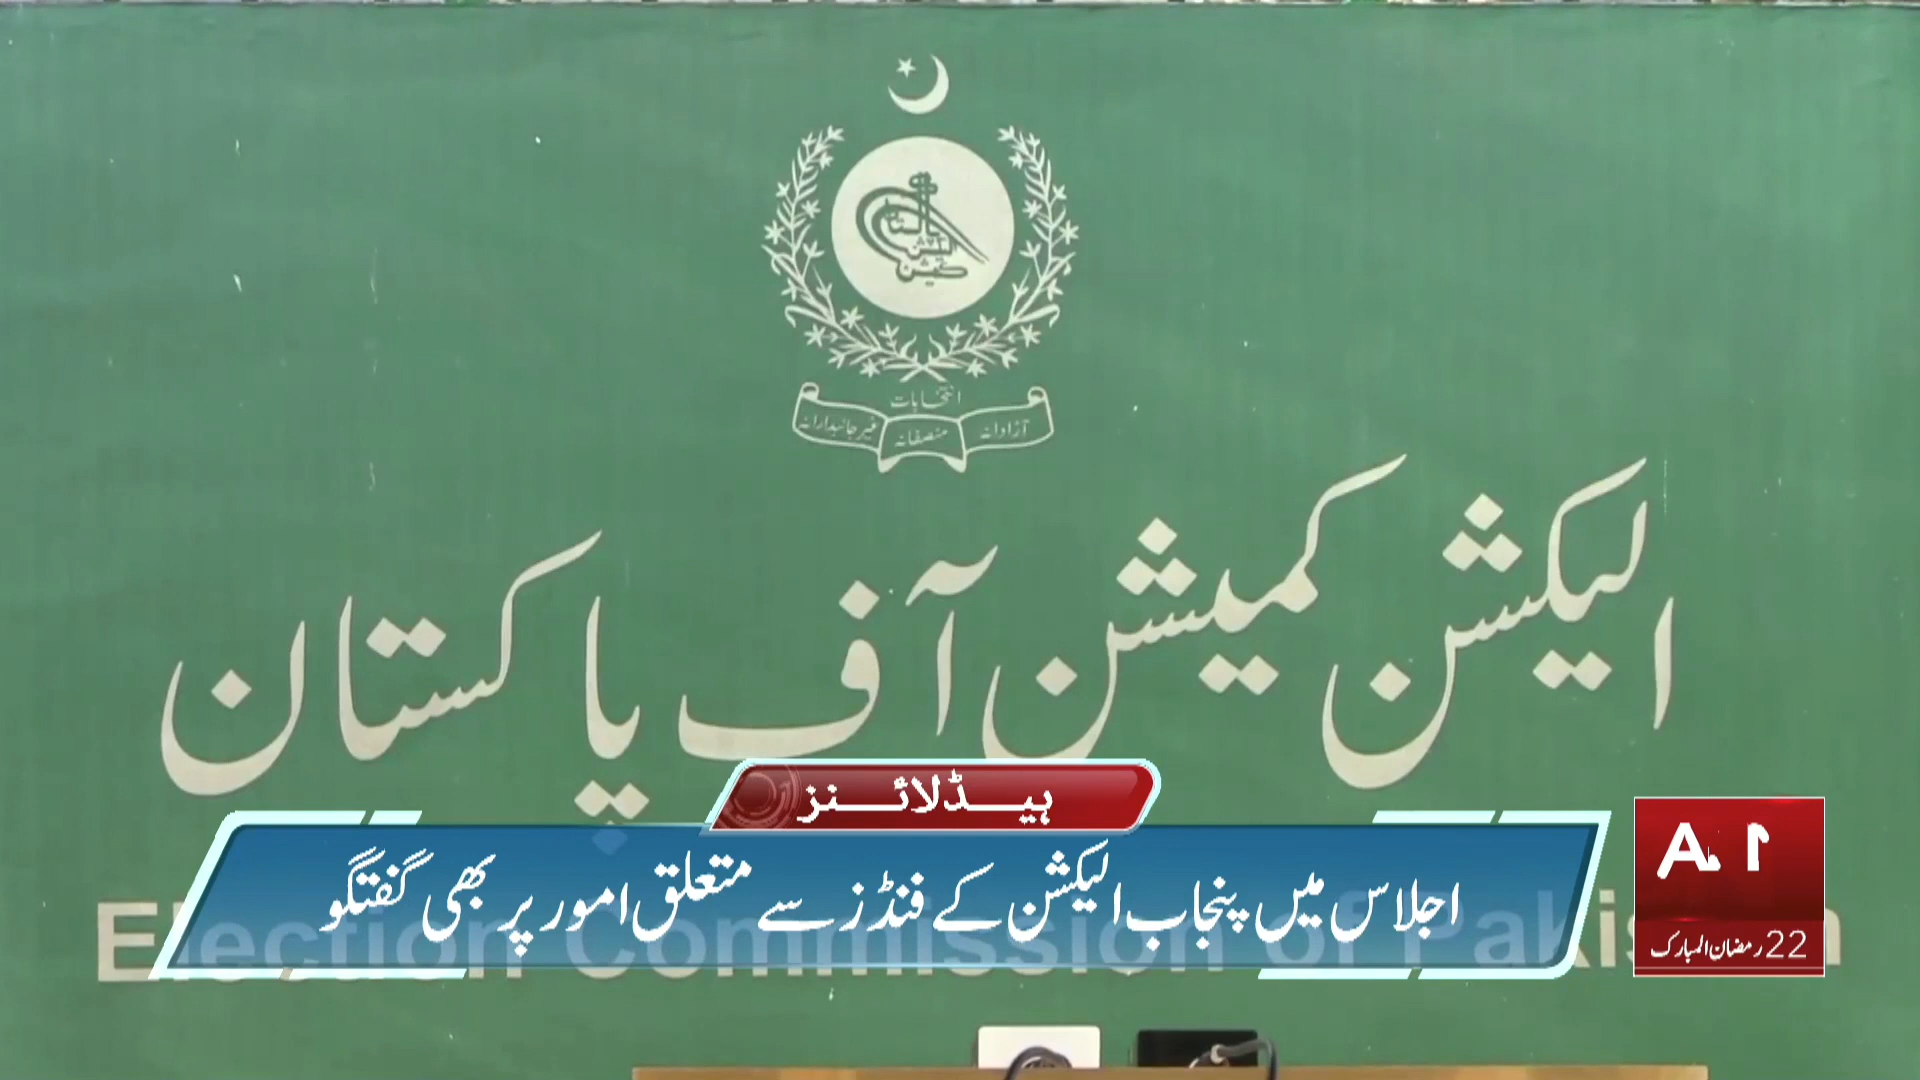 انتخابات
آزادانہ منصفانہ غیر جانبدارانہ
الیکشن کمیشن آف پاکستان
ہیڈلائنز
اجلاس میں پنجاب الیکشن کے فنڈز سے متعلق امور پر بھی گفتگو
Election Commission of Pakistan
A1
22 رمضان المبارک